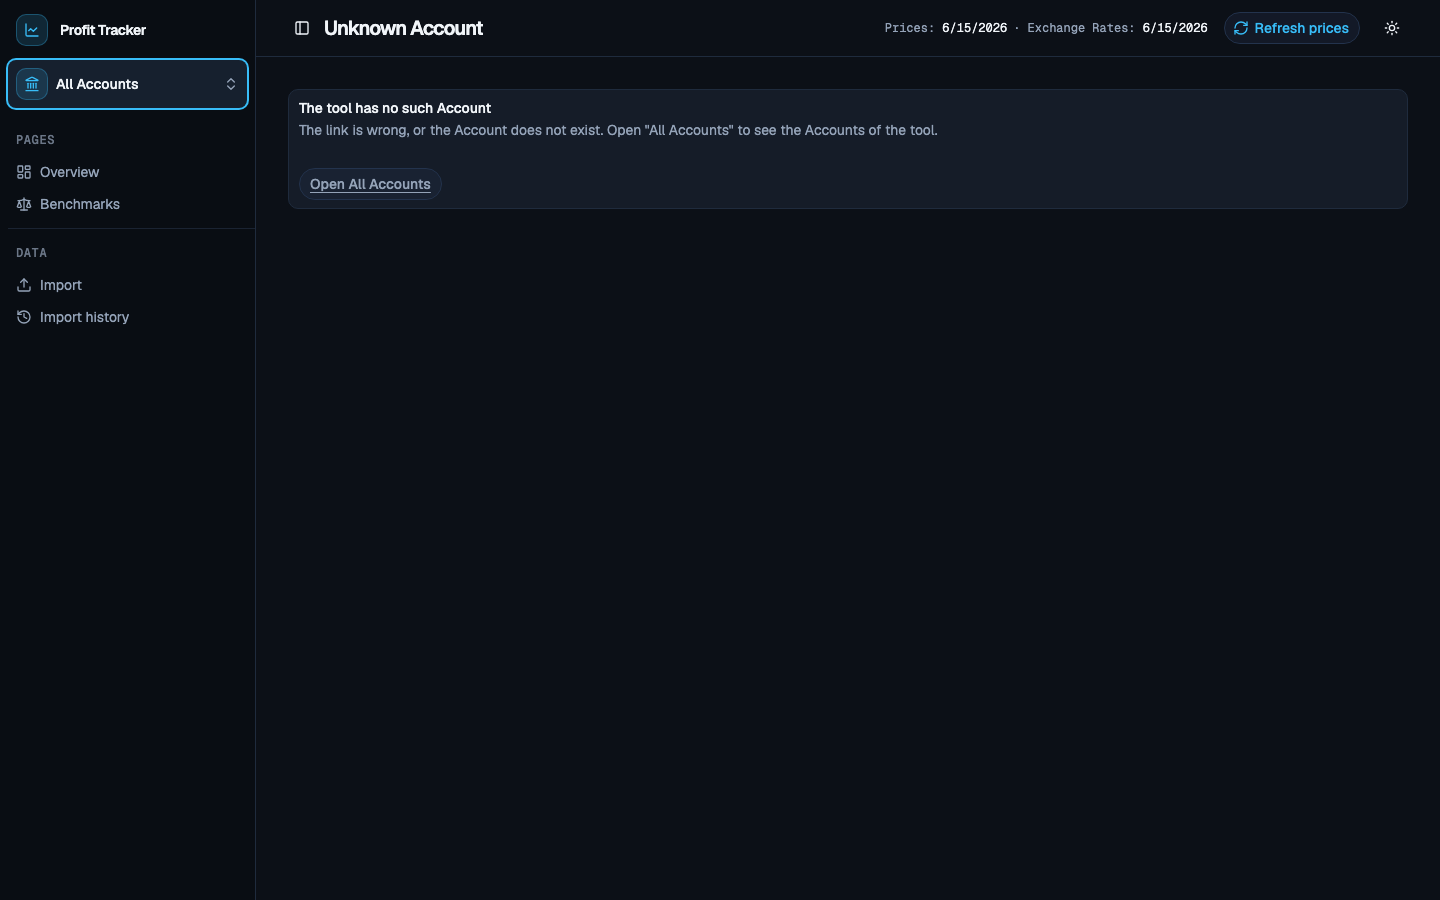 Profit Tracker
All Accounts
PAGES
Overview
Benchmarks
DATA
Import
Import history
Unknown Account
Prices: 6/15/2026 · Exchange Rates: 6/15/2026
Refresh prices
The tool has no such Account
The link is wrong, or the Account does not exist. Open "All Accounts" to see the Accounts of the tool.
Open All Accounts